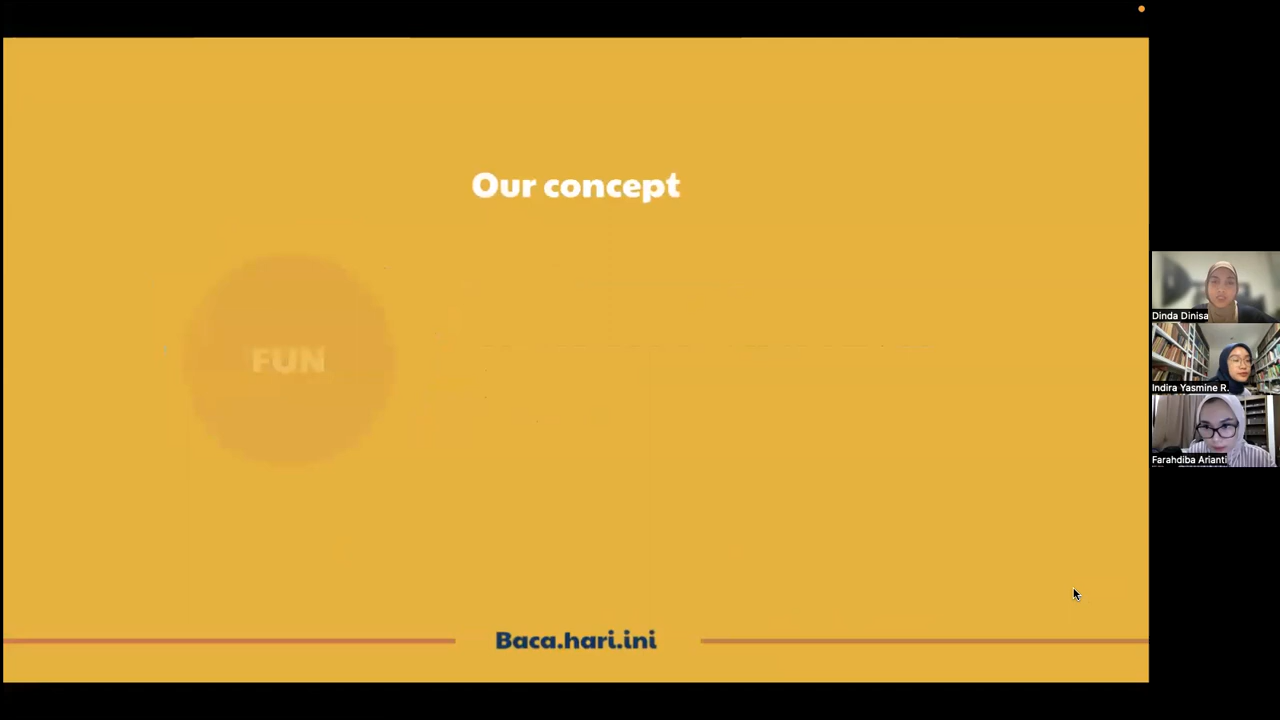 Our concept
FUN
Baca.hari.ini
Dinda Dinisa
Indira Yasmine R.
Farahdiba Arianti